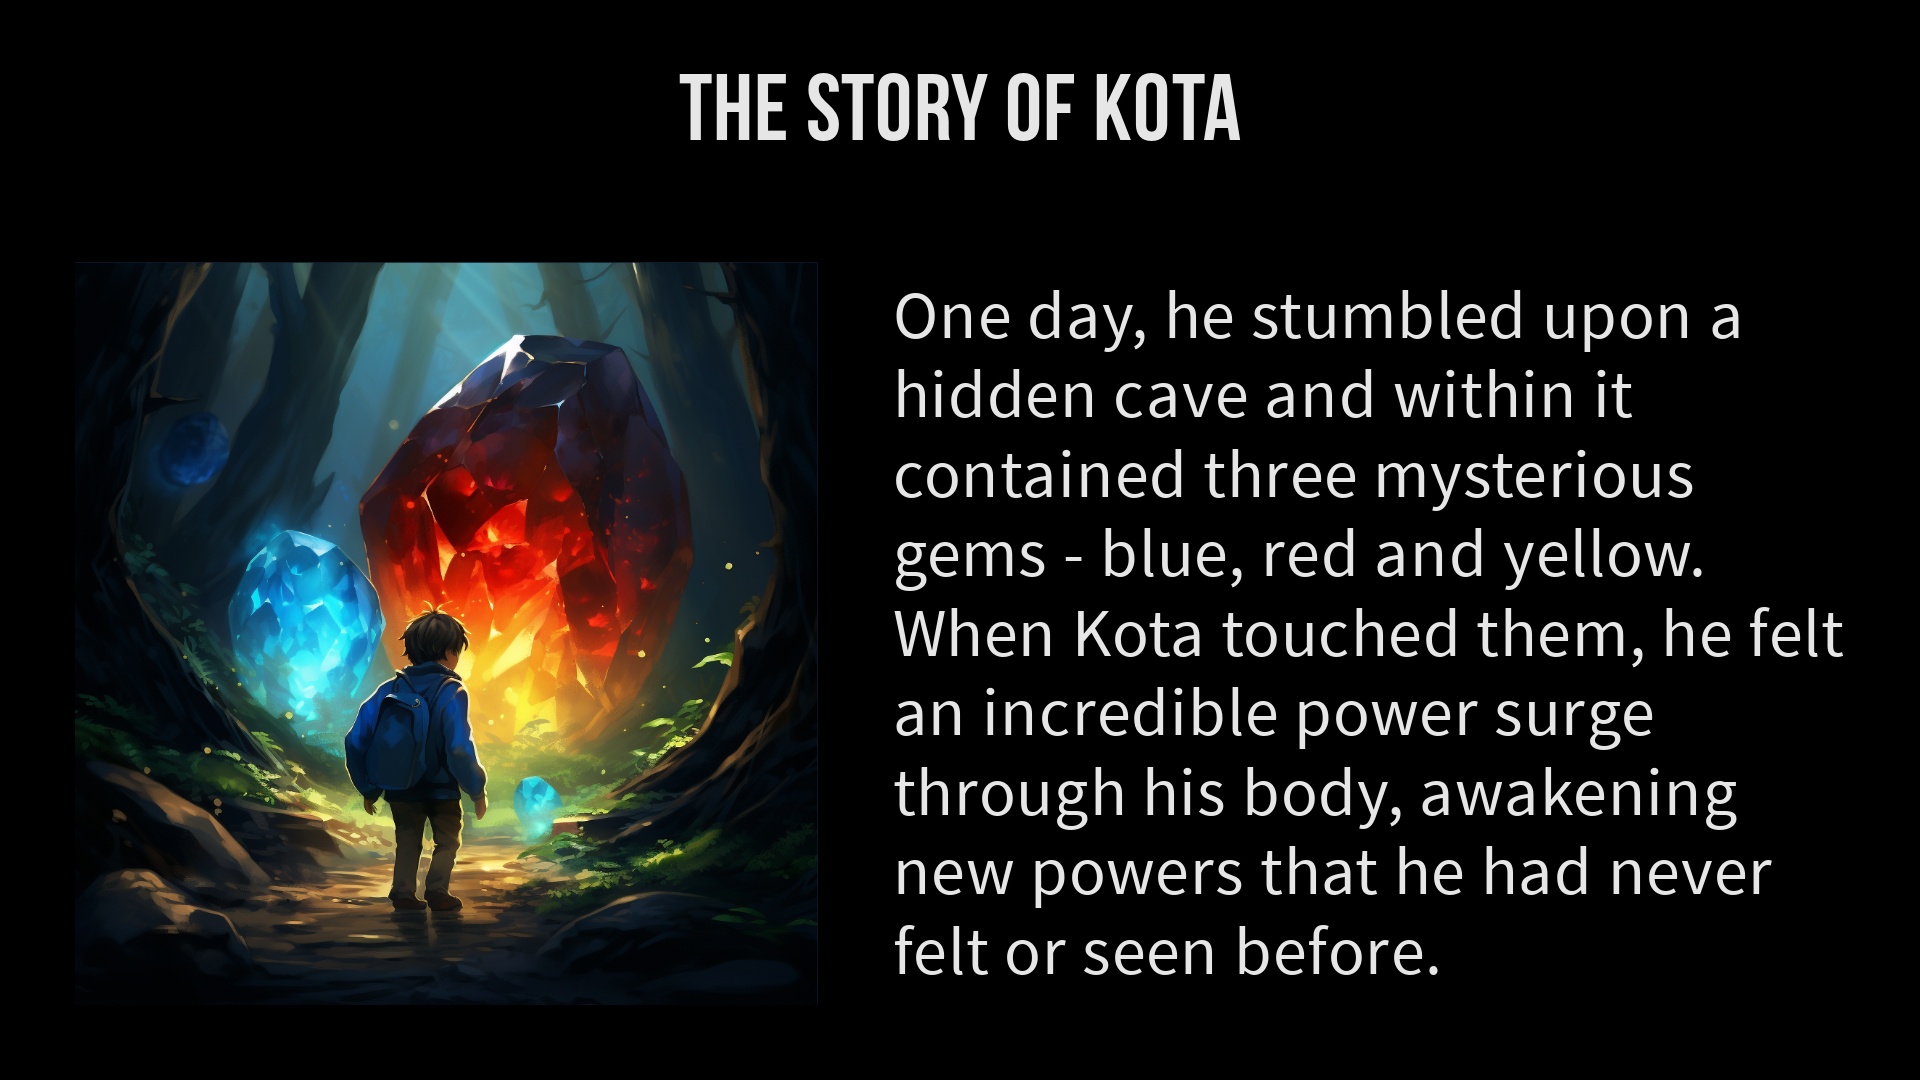 THE STORY OF KOTA
One day, he stumbled upon a
hidden cave and within it
contained three mysterious
gems - blue, red and yellow.
When Kota touched them, he felt
an incredible power surge
through his body, awakening
new powers that he had never
felt or seen before.